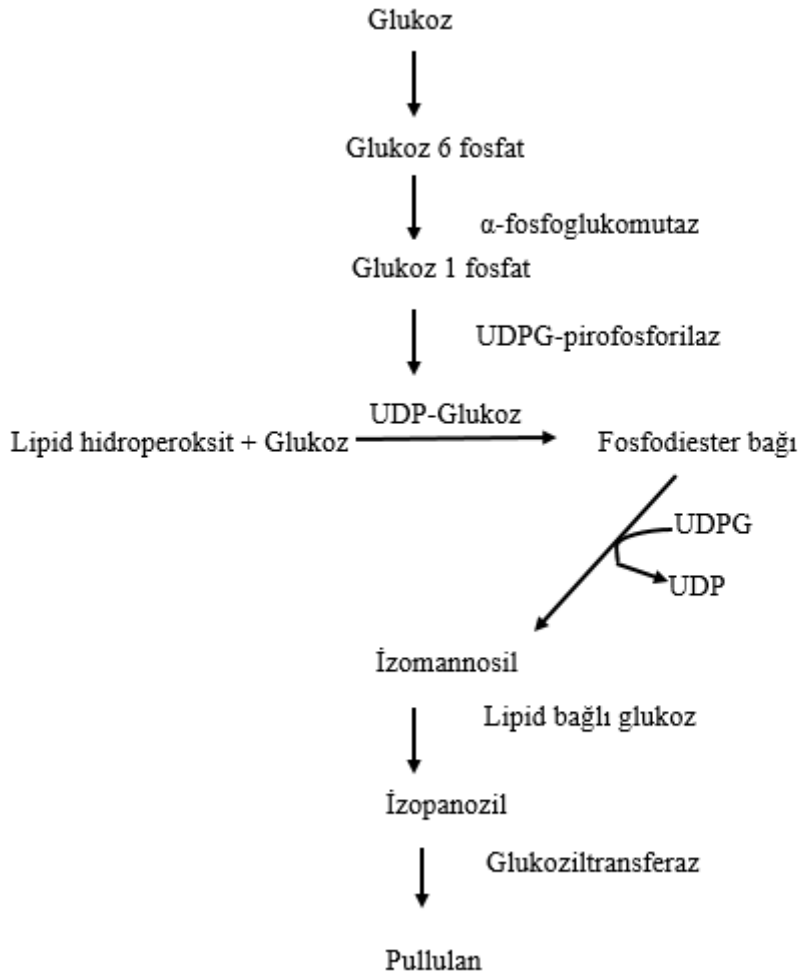 Glukoz
Glukoz 6 fosfat
α-fosfoglukomutaz
Glukoz 1 fosfat
UDPG-pirofosforilaz
UDP-Glukoz
Lipid hidroperoksit + Glukoz
Fosfodiester bağı
UDPG
UDP
İzomannosil
Lipid bağlı glukoz
İzopanozil
Glukoziltransferaz
Pullulan